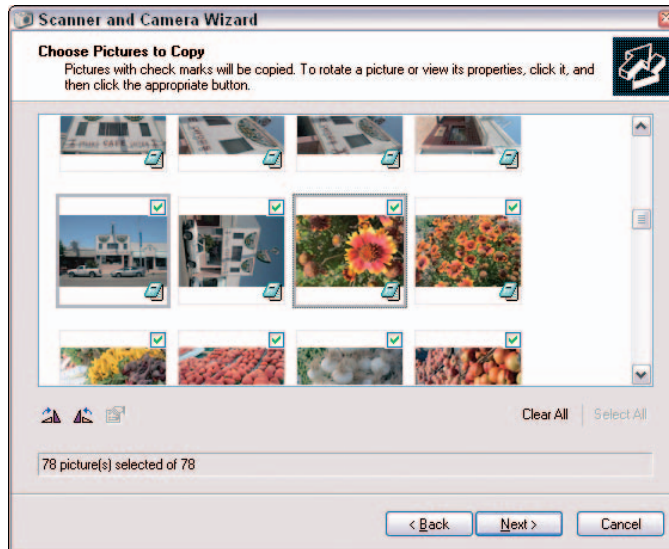 Scanner and Camera Wizard
Choose Pictures to Copy
Pictures with check marks will be copied. To rotate a picture or view its properties, click it, and
then click the appropriate button.
Clear All
Select All
78 picture(s) selected of 78
< Back
Next >
Cancel